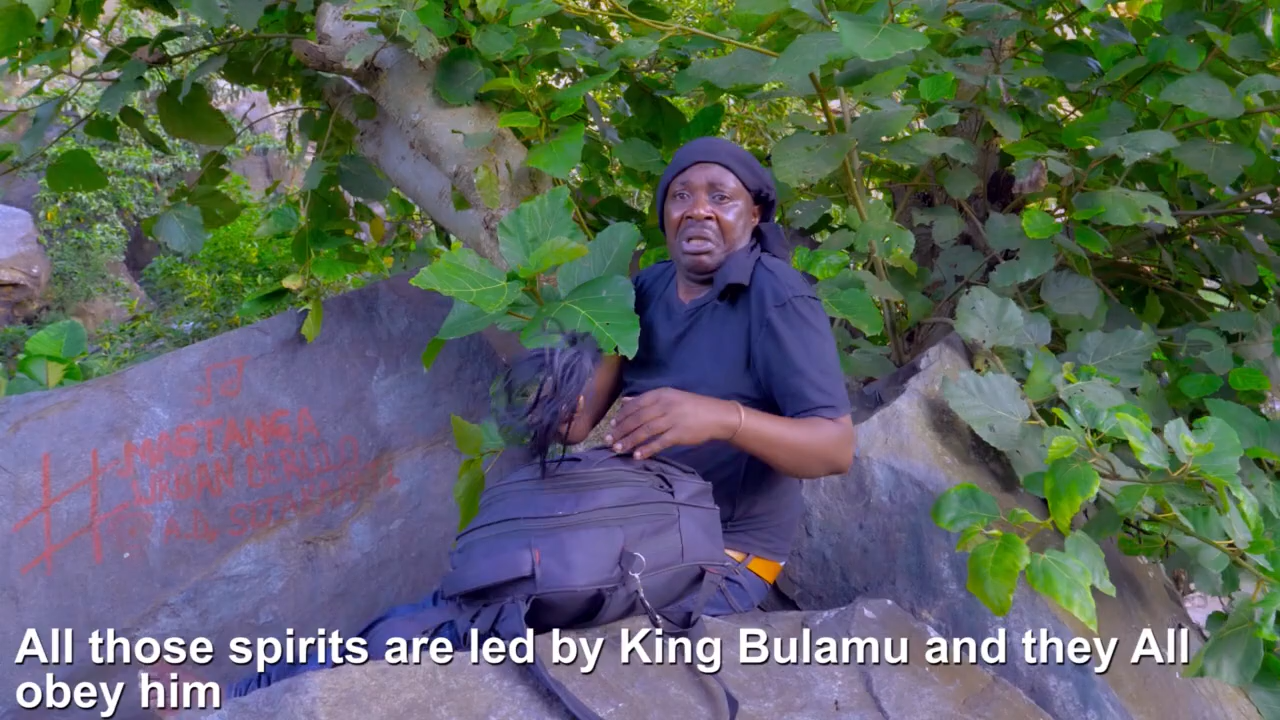 MASTANGA
URBAN
All those spirits are led by King Bulamu and they All
obey him